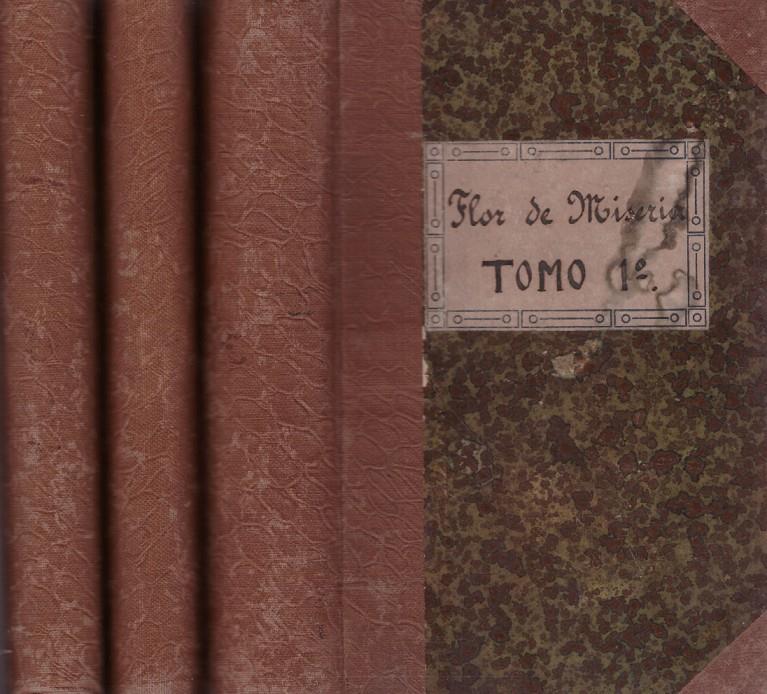 Flor de Miseria
TOMO 1º.